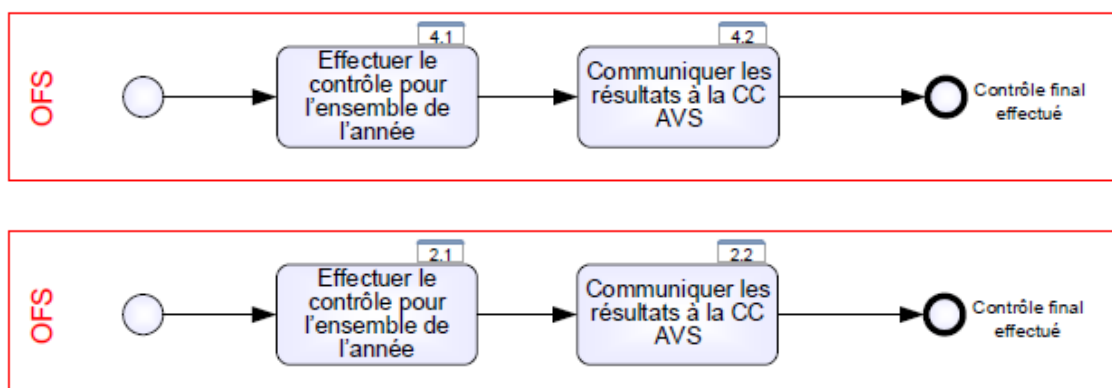 OFS
4.1
Effectuer le
contrôle pour
l'ensemble de
l'année
4.2
Communiquer les
résultats à la CC
AVS
Contrôle final
effectué
OFS
2.1
Effectuer le
contrôle pour
l'ensemble de
l'année
2.2
Communiquer les
résultats à la CC
AVS
Contrôle final
effectué